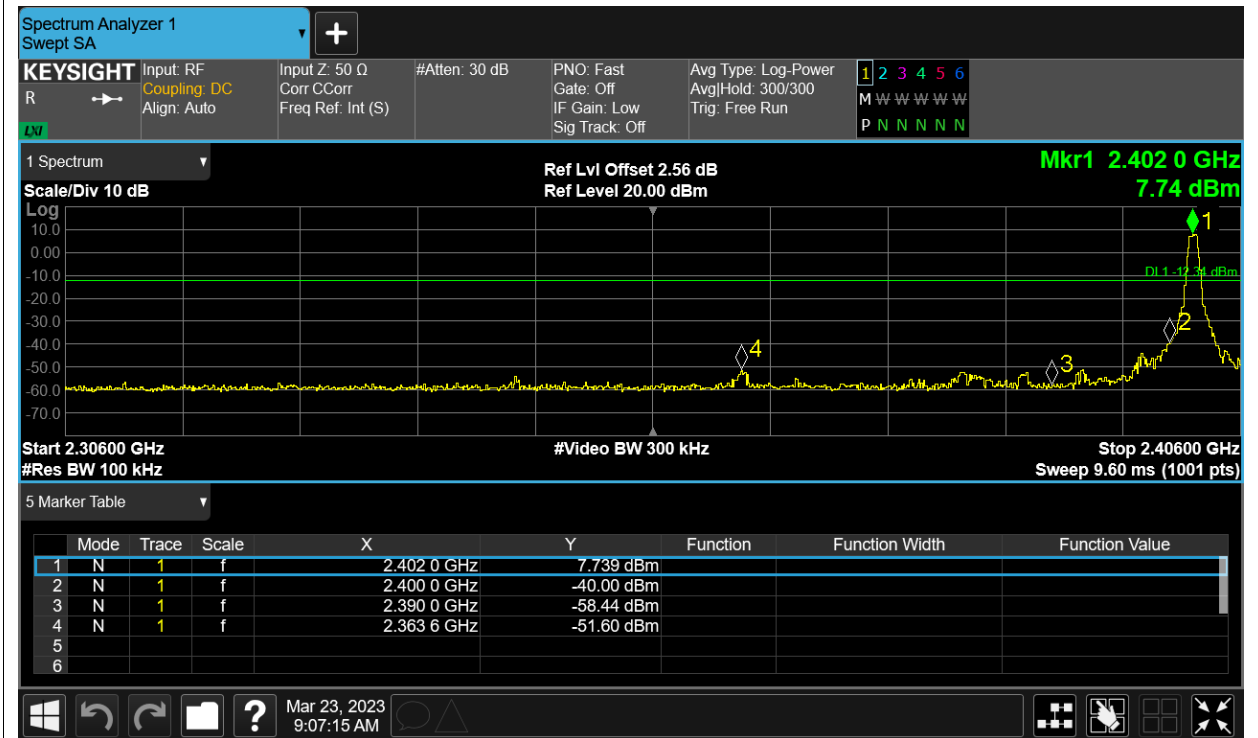 Spectrum Analyzer 1
Swept SA
KEYSIGHT Input: RF Input Z: 50 Ω #Atten: 30 dB PNO: Fast Avg Type: Log-Power 1 2 3 4 5 6
R Coupling: DC Corr CCorr Gate: Off Avg|Hold: 300/300 M W W W W W
Align: Auto Freq Ref: Int (S) IF Gain: Low Trig: Free Run
LXI Sig Track: Off P N N N N N N
1 Spectrum Ref Lvl Offset 2.56 dB Mkr1 2.402 0 GHz
Scale/Div 10 dB Ref Level 20.00 dBm 7.74 dBm
Log
1
10.0
0.00
-10.0 DL1 -12.34 dBm
-20.0
-30.0 2
-40.0 4
-50.0 3
-60.0
-70.0
Start 2.30600 GHz #Video BW 300 kHz Stop 2.40600 GHz
#Res BW 100 kHz Sweep 9.60 ms (1001 pts)
5 Marker Table
Mode Trace Scale X Y Function Function Width Function Value
1 N 1 f 2.402 0 GHz 7.739 dBm
2 N 1 f 2.400 0 GHz -40.00 dBm
3 N 1 f 2.390 0 GHz -58.44 dBm
4 N 1 f 2.363 6 GHz -51.60 dBm
5
6
? Mar 23, 2023
9:07:15 AM